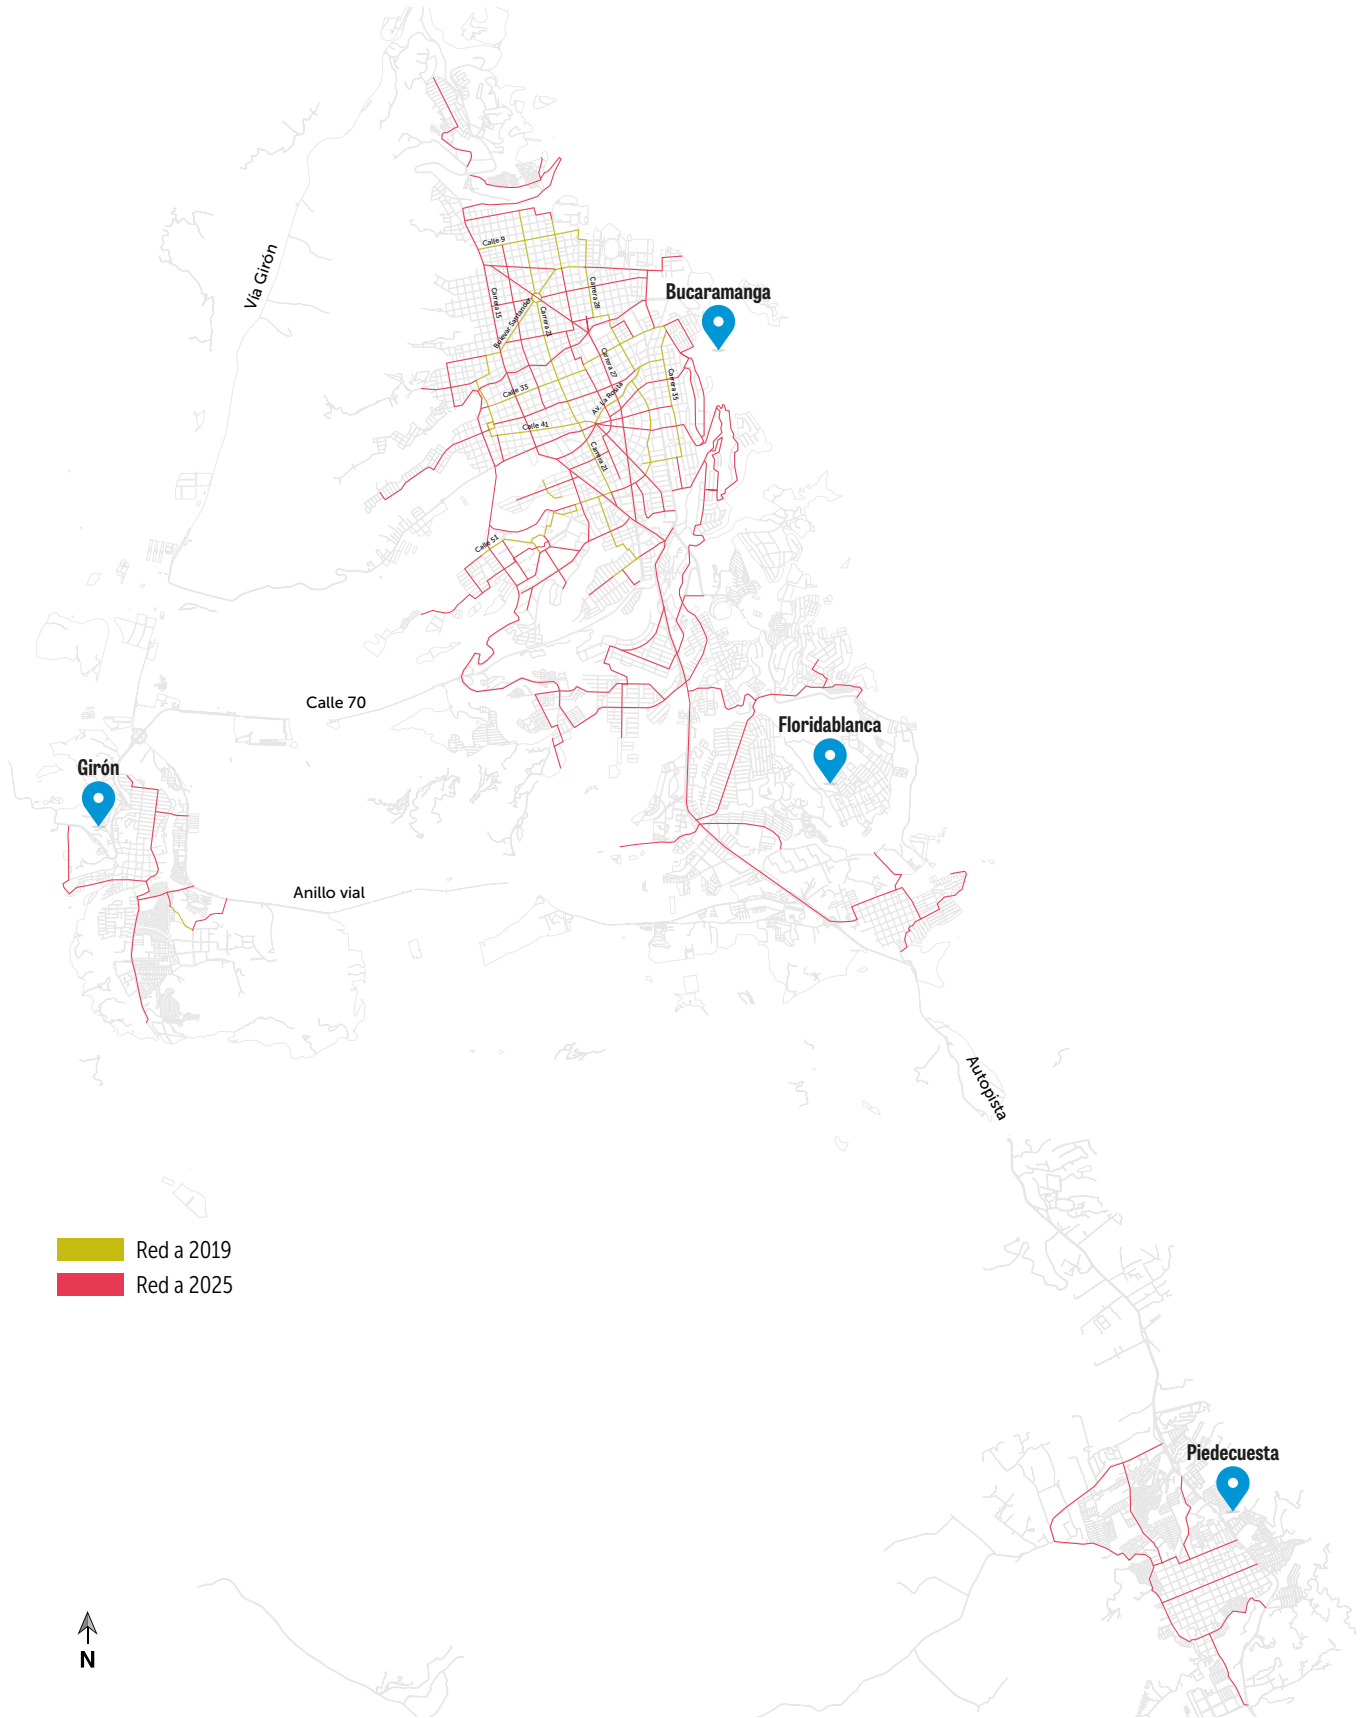 Vía Girón
Calle 9
Carrera 15
Bulevar Santander
Carrera 21
Carrera 28
Bucaramanga
Carrera 27
Carrera 35
Calle 33
Av. La Rosita
Calle 41
Carrera 21
Calle 51
Calle 70
Floridablanca
Girón
Anillo vial
Autopista
Red a 2019
Red a 2025
Piedecuesta
N